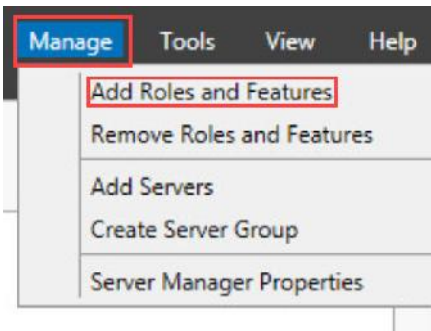 Manage Tools View Help
Add Roles and Features
Remove Roles and Features
Add Servers
Create Server Group
Server Manager Properties